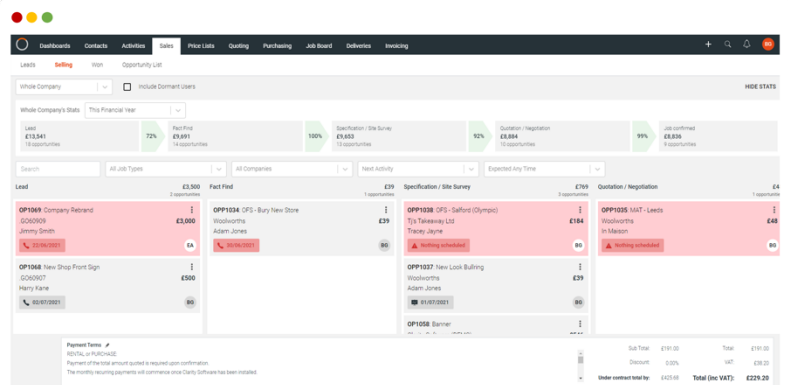 Dashboards Contacts Activities Sales Price Lists Quoting Purchasing Job Board Deliveries Invoicing BG
Leads Selling Won Opportunity List
Whole Company Include Dormant Users HIDE STATS
Whole Company's Stats This Financial Year
Lead
£13,341
18 opportunities
72%
Fact Find
£9,691
14 opportunities
100%
Specification / Site Survey
£9,653
13 opportunities
92%
Quotation / Negotiation
£8,884
10 opportunities
99%
Job confirmed
£8,836
9 opportunities
Search All Job Types All Companies Next Activity Expected Any Time
Lead £3,500
2 opportunities
OP1069: Company Rebrand
.GO60909 £3,000
Jimmy Smith
23/06/2021 EA
OP1068: New Shop Front Sign
.GO60907 £500
Harry Kane
02/07/2021 BG
Fact Find £39
1 opportunities
OPP1034: OFS - Bury New Store
Woolworths £39
Adam Jones
30/06/2021 BG
Specification / Site Survey £769
3 opportunities
OPP1038: OFS - Salford (Olympic)
Tjs Takeaway Ltd £184
Tracey Jayne
Nothing scheduled BG
OPP1037: New Look Bullring
Woolworths £39
Adam Jones
01/07/2021 BG
OP1058: Banner
Quotation / Negotiation £4
1 opportunitie
OPP1035: MAT - Leeds
Woolworths £48
In Maison
Nothing scheduled BG
Payment Terms
RENTAL or PURCHASE:
Payment of the total amount quoted is required upon confirmation.
The monthly recurring payments will commence once Clarity Software has been installed
Sub Total £191.00 Total £191.00
Discount 0.00% VAT £38.20
Under contract total by: £425.68 Total (inc VAT): £229.20